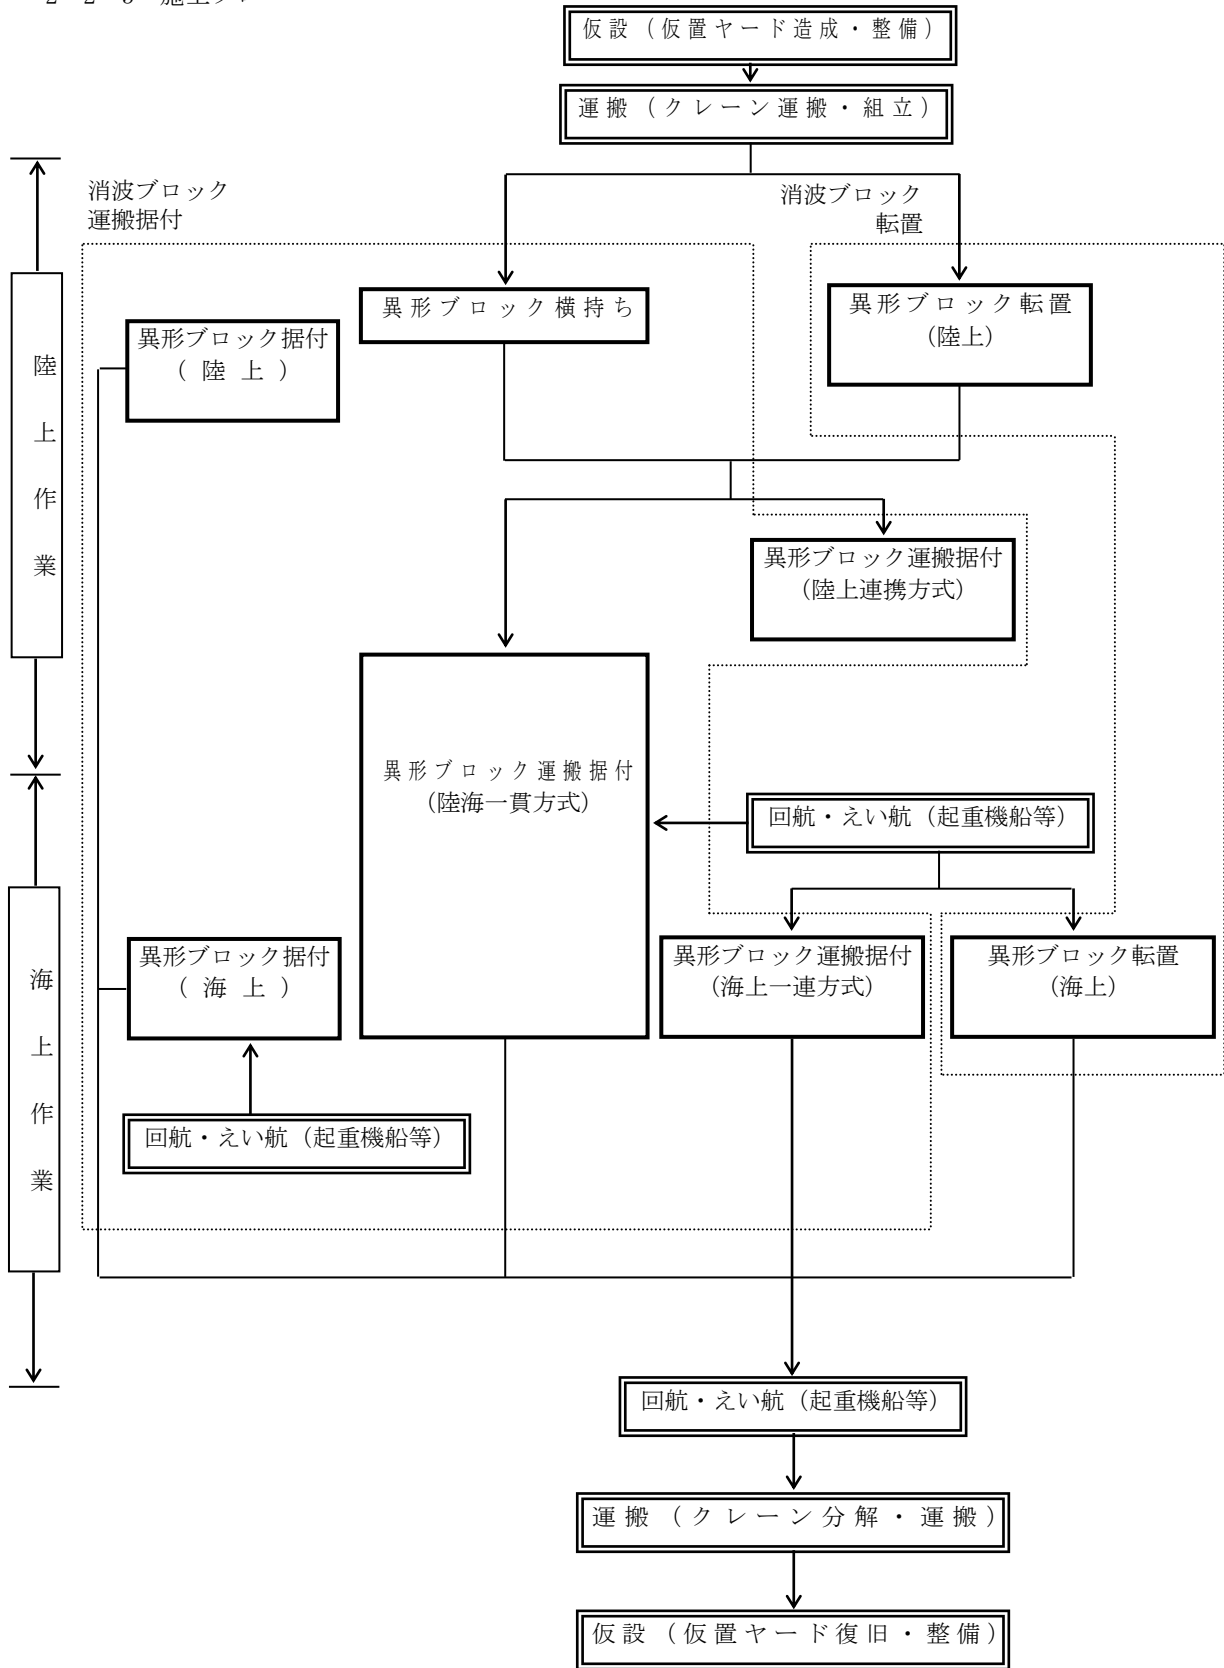 仮設（仮置ヤード造成・整備）
運搬（クレーン運搬・組立）
消波ブロック
運搬据付
消波ブロック
転置
異形ブロック横持ち
異形ブロック転置
(陸上)
異形ブロック据付
（陸上）
陸上作業
異形ブロック運搬据付
（陸上連携方式）
異形ブロック運搬据付
（陸海一貫方式）
回航・えい航（起重機船等）
異形ブロック据付
（海上）
異形ブロック運搬据付
（海上一連方式）
異形ブロック転置
（海上）
海上作業
回航・えい航（起重機船等）
回航・えい航（起重機船等）
運搬（クレーン分解・運搬）
仮設（仮置ヤード復旧・整備）